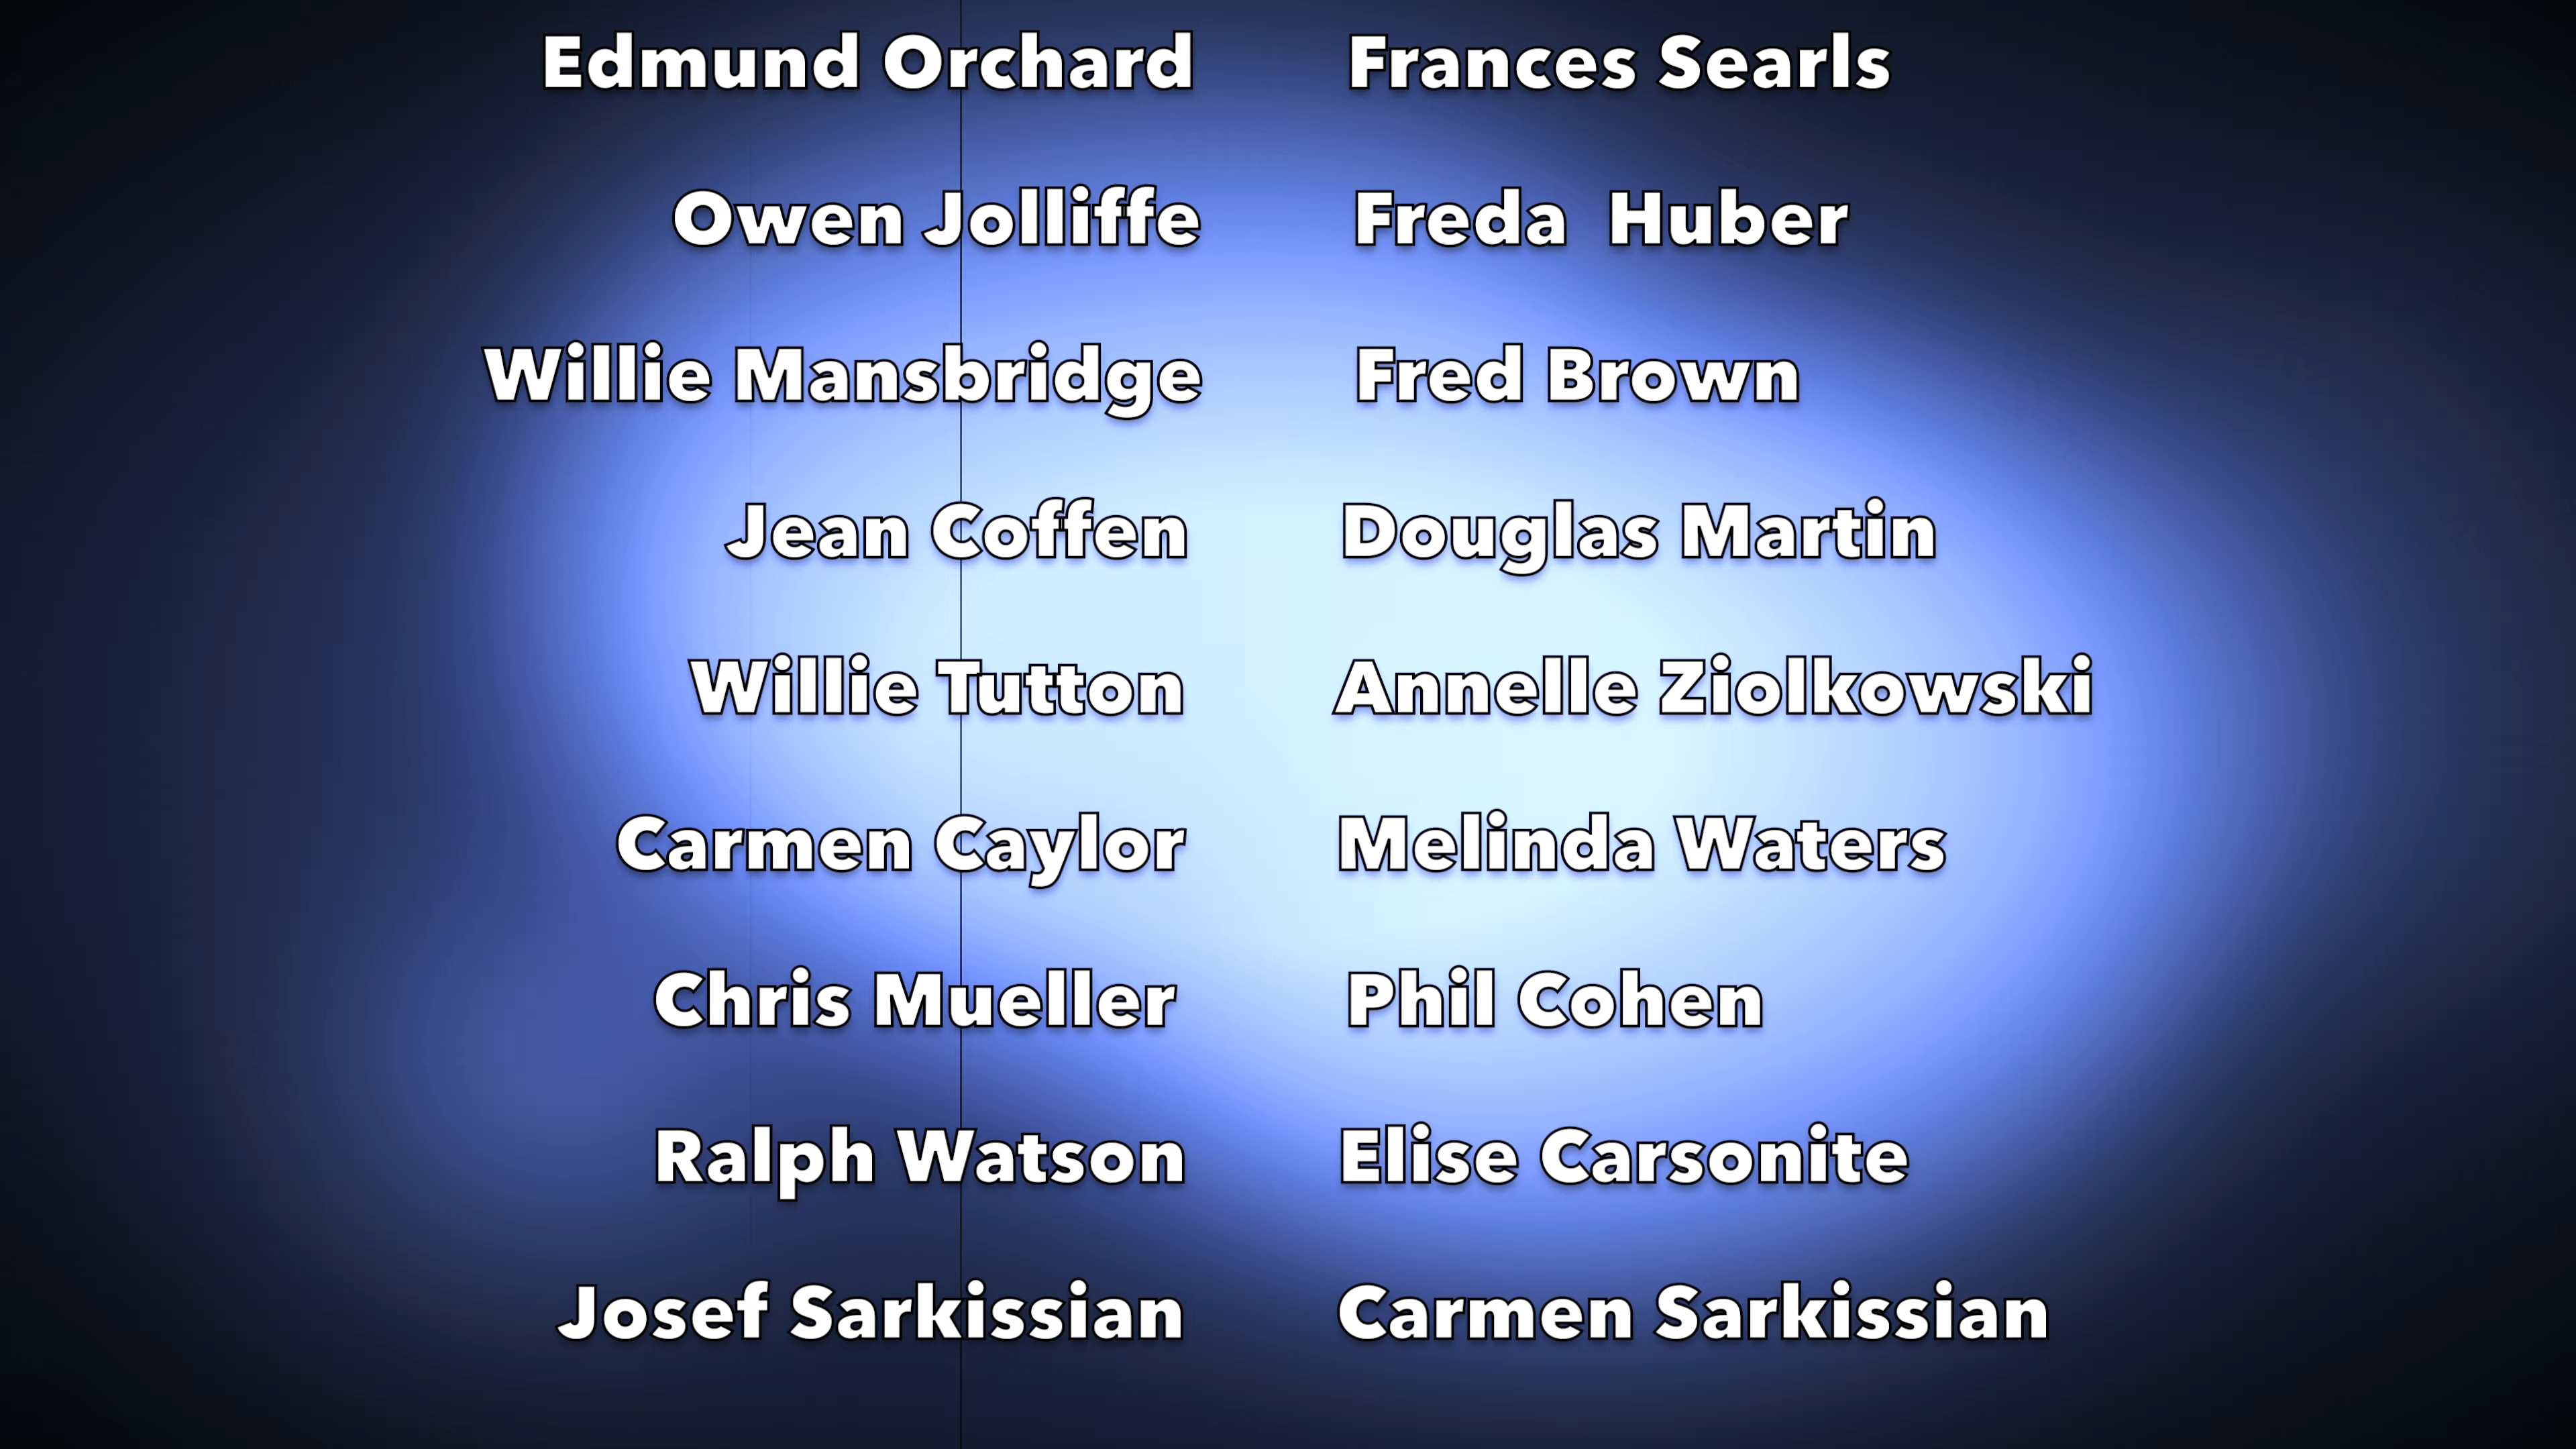 Edmund Orchard Frances Searls
Owen Jolliffe Freda Huber
Willie Mansbridge Fred Brown
Jean Coffen Douglas Martin
Willie Tutton Annelle Ziolkowski
Carmen Caylor Melinda Waters
Chris Mueller Phil Cohen
Ralph Watson Elise Carsonite
Josef Sarkissian Carmen Sarkissian